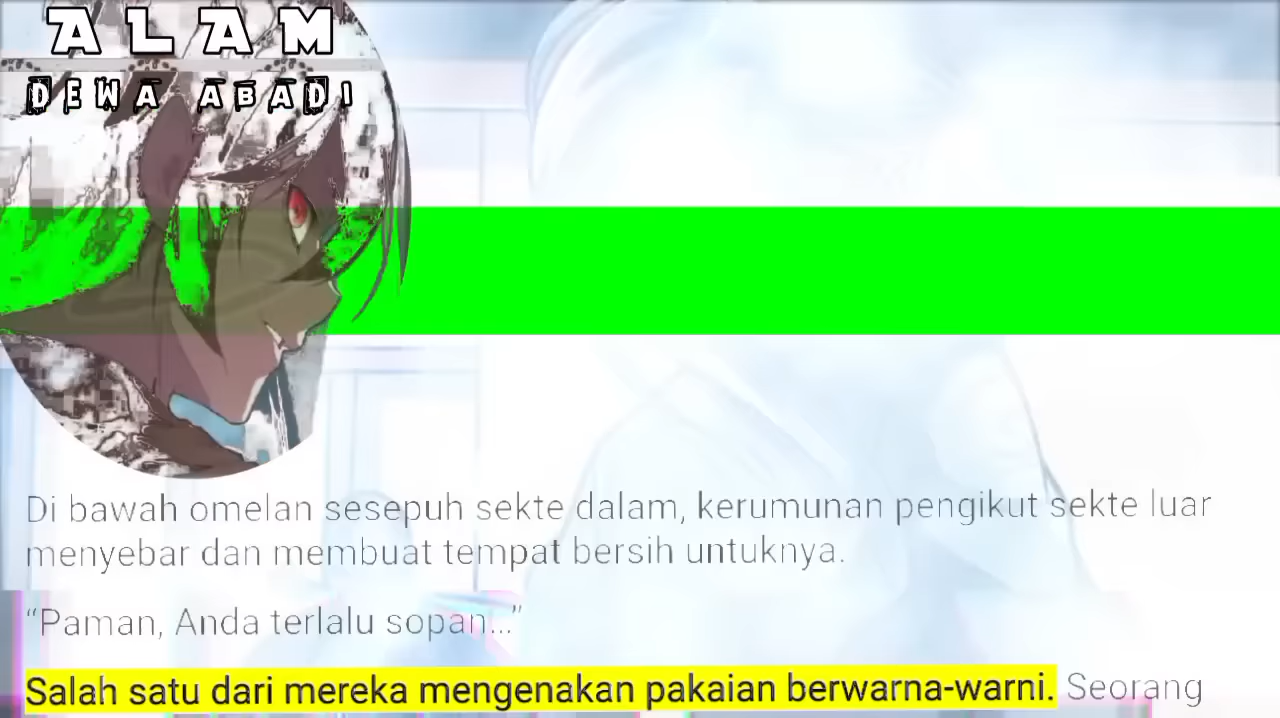 ALAM
DEWA ABADI
Di bawah omelan sesepuh sekte dalam, kerumunan pengikut sekte luar
menyebar dan membuat tempat bersih untuknya.
“Paman, Anda terlalu sopan...”
Salah satu dari mereka mengenakan pakaian berwarna-warni. Seorang